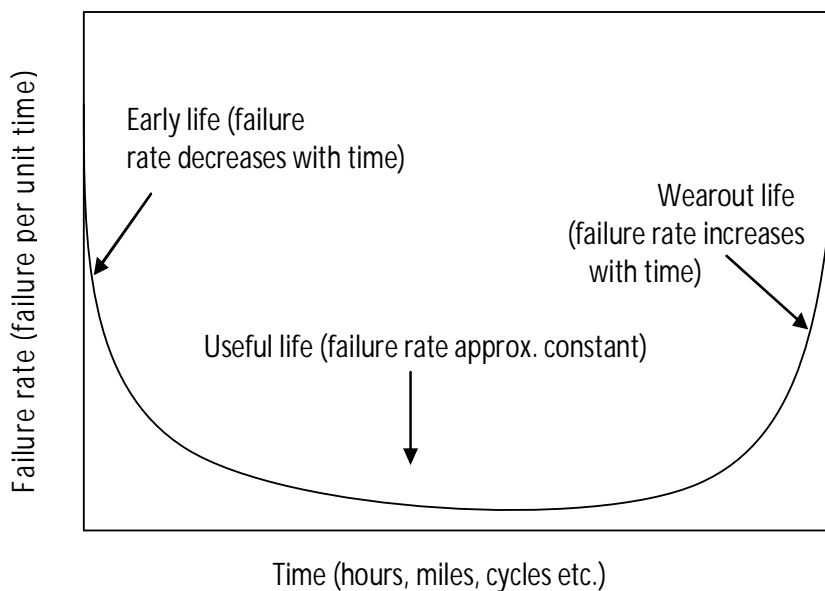 Failure rate (failure per unit time)
Early life (failure
rate decreases with time)
Wearout life
(failure rate increases
with time)
Useful life (failure rate approx. constant)
Time (hours, miles, cycles etc.)